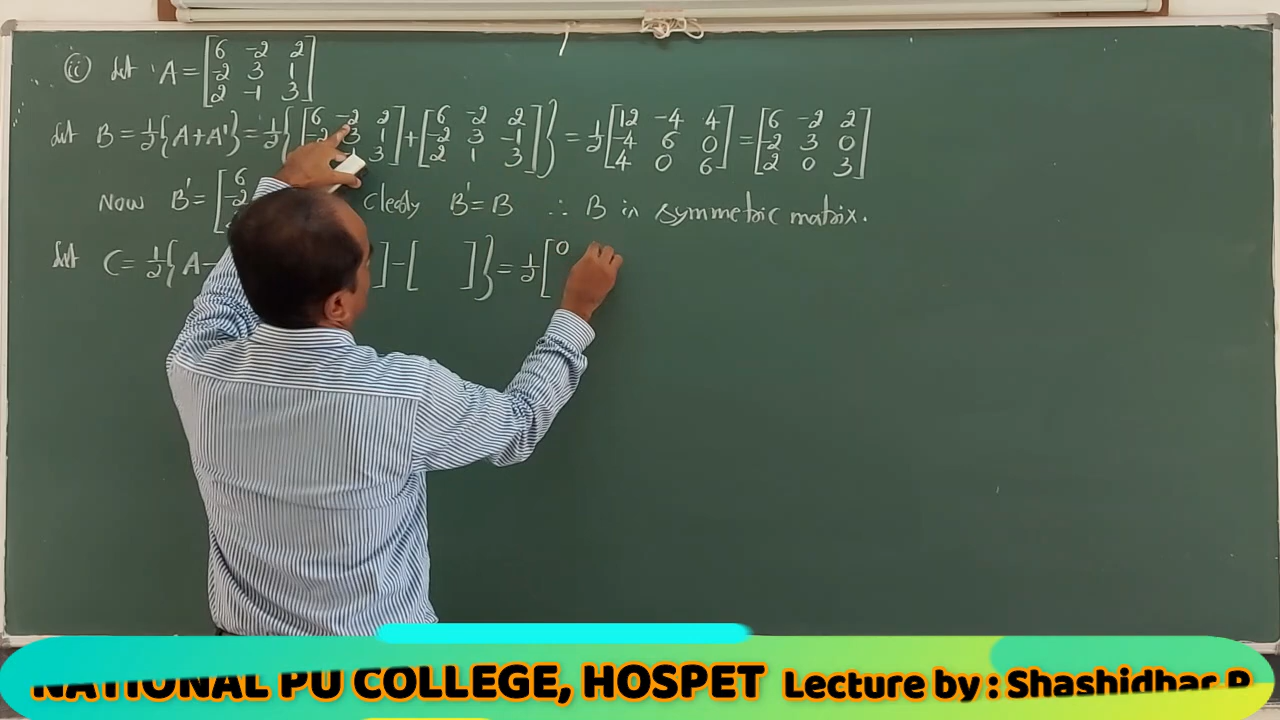 ii) Let A = [6 -2 2
-2 3 1
2 -1 3]
Let B = 1/2{A+A'} = 1/2{[6 -2 2
-2 3 1
3] + [6 -2 2
-2 3 -1
2 1 3]} = 1/2[12 -4 4
-4 6 0
4 0 6] = [6 -2 2
-2 3 0
2 0 3]
Now B' = [6
-2
Clearly B' = B ∴ B is symmetric matrix.
Let C = 1/2{A- ] - [ ]} = 1/2[0
NATIONAL PU COLLEGE, HOSPET Lecture by : Shashidhar